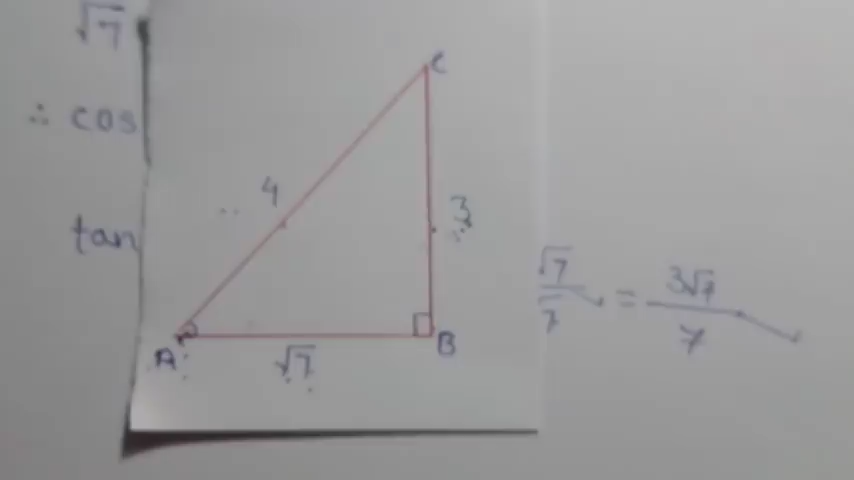 √7
C
∴ cos
4
3
tan
√7/7 = 3√7/7
A
B
√7